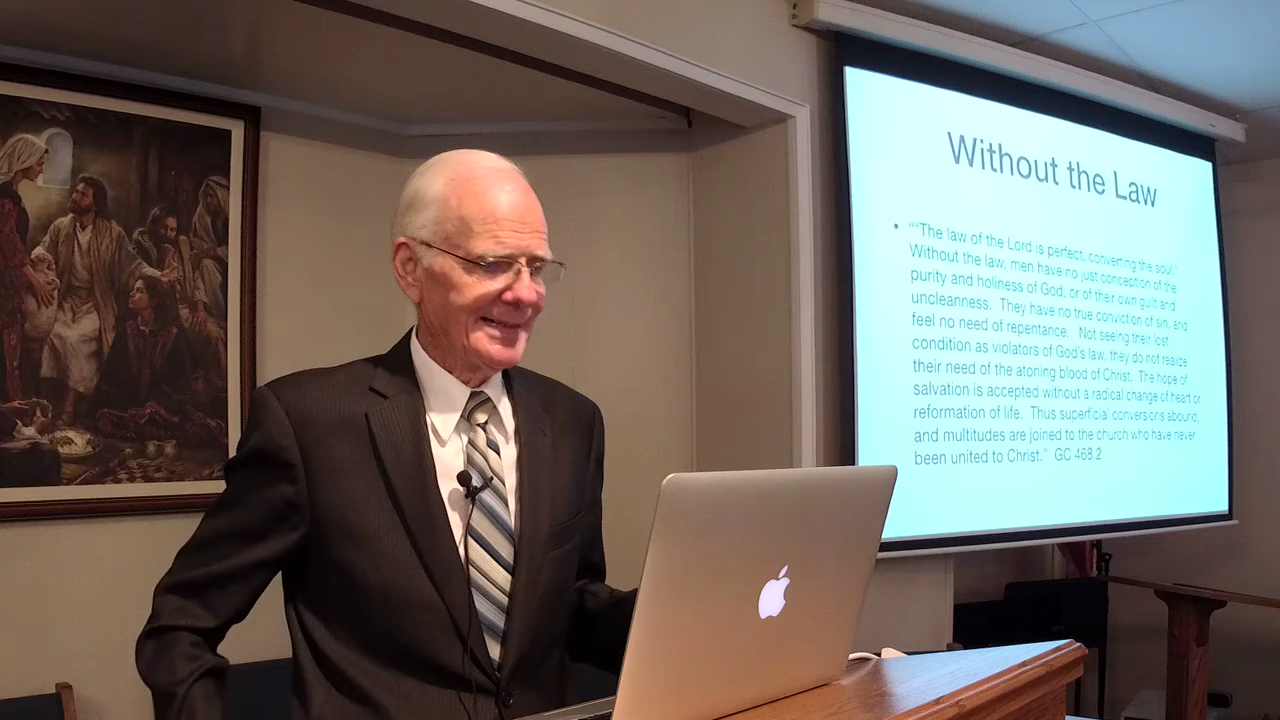 Without the Law
• "'The law of the Lord is perfect, converting the soul.'
Without the law, men have no just conception of the
purity and holiness of God, or of their own guilt and
uncleanness. They have no true conviction of sin, and
feel no need of repentance. Not seeing their lost
condition as violators of God's law, they do not realize
their need of the atoning blood of Christ. The hope of
salvation is accepted without a radical change of heart or
reformation of life. Thus superficial conversions abound,
and multitudes are joined to the church who have never
been united to Christ." GC 468.2